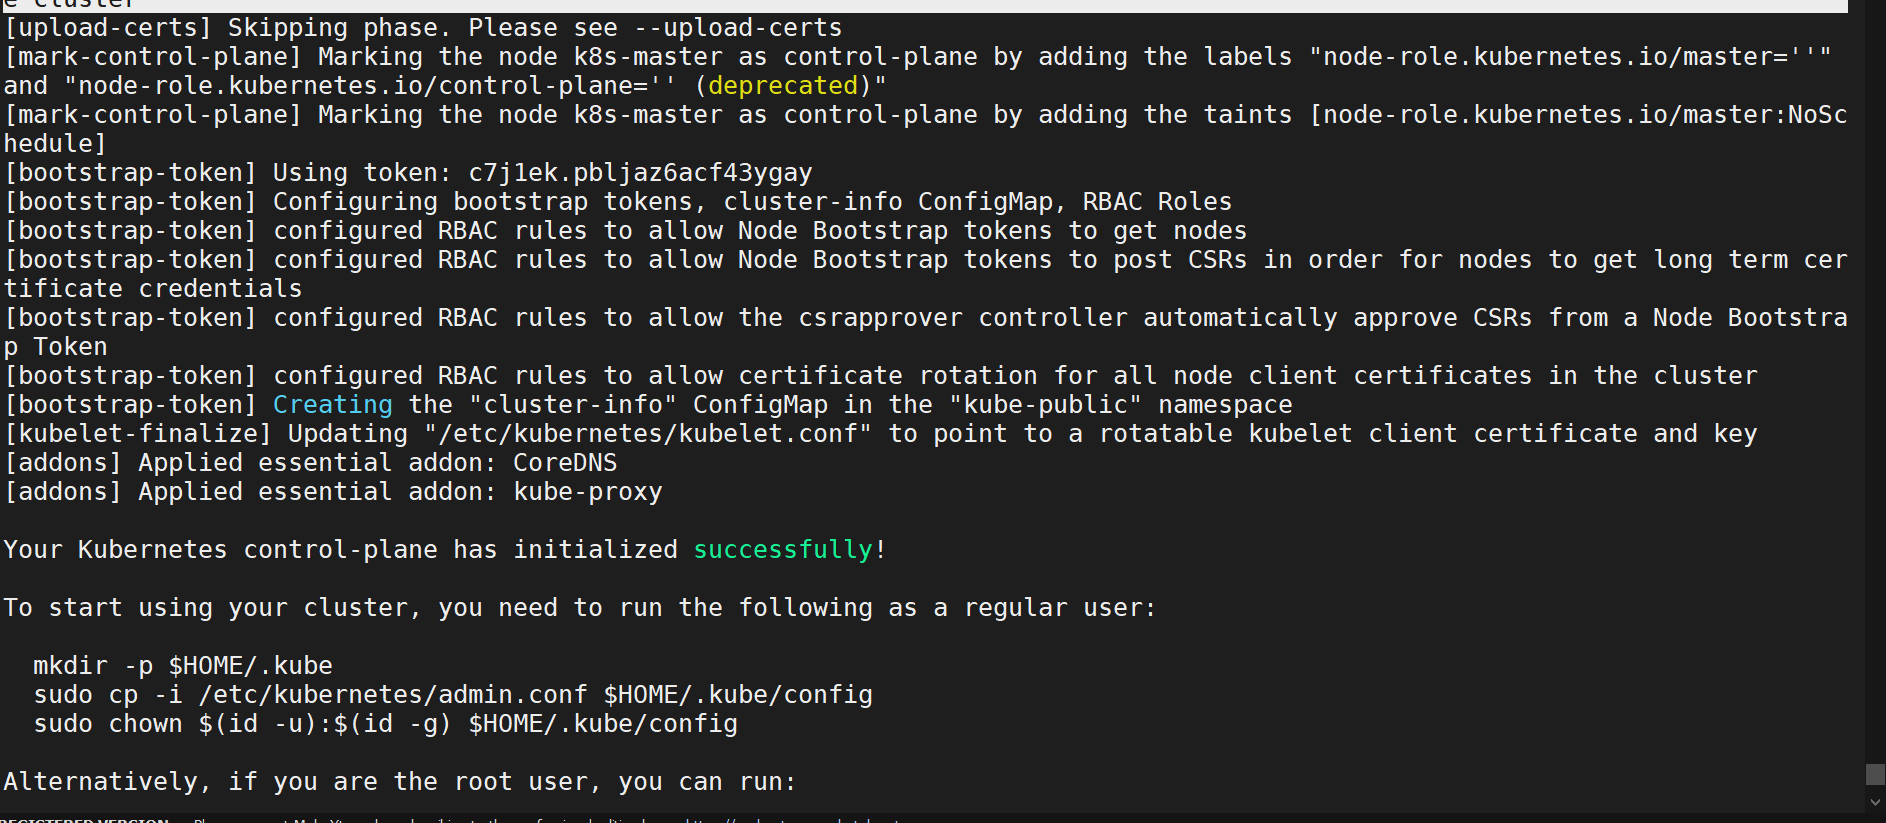 e cluster
[upload-certs] Skipping phase. Please see --upload-certs
[mark-control-plane] Marking the node k8s-master as control-plane by adding the labels "node-role.kubernetes.io/master=''"
and "node-role.kubernetes.io/control-plane='' (deprecated)"
[mark-control-plane] Marking the node k8s-master as control-plane by adding the taints [node-role.kubernetes.io/master:NoSc
hedule]
[bootstrap-token] Using token: c7j1ek.pbljaz6acf43ygay
[bootstrap-token] Configuring bootstrap tokens, cluster-info ConfigMap, RBAC Roles
[bootstrap-token] configured RBAC rules to allow Node Bootstrap tokens to get nodes
[bootstrap-token] configured RBAC rules to allow Node Bootstrap tokens to post CSRs in order for nodes to get long term cer
tificate credentials
[bootstrap-token] configured RBAC rules to allow the csrapprover controller automatically approve CSRs from a Node Bootstra
p Token
[bootstrap-token] configured RBAC rules to allow certificate rotation for all node client certificates in the cluster
[bootstrap-token] Creating the "cluster-info" ConfigMap in the "kube-public" namespace
[kubelet-finalize] Updating "/etc/kubernetes/kubelet.conf" to point to a rotatable kubelet client certificate and key
[addons] Applied essential addon: CoreDNS
[addons] Applied essential addon: kube-proxy
Your Kubernetes control-plane has initialized successfully!
To start using your cluster, you need to run the following as a regular user:
mkdir -p $HOME/.kube
sudo cp -i /etc/kubernetes/admin.conf $HOME/.kube/config
sudo chown $(id -u):$(id -g) $HOME/.kube/config
Alternatively, if you are the root user, you can run:
REGISTERED VERSION